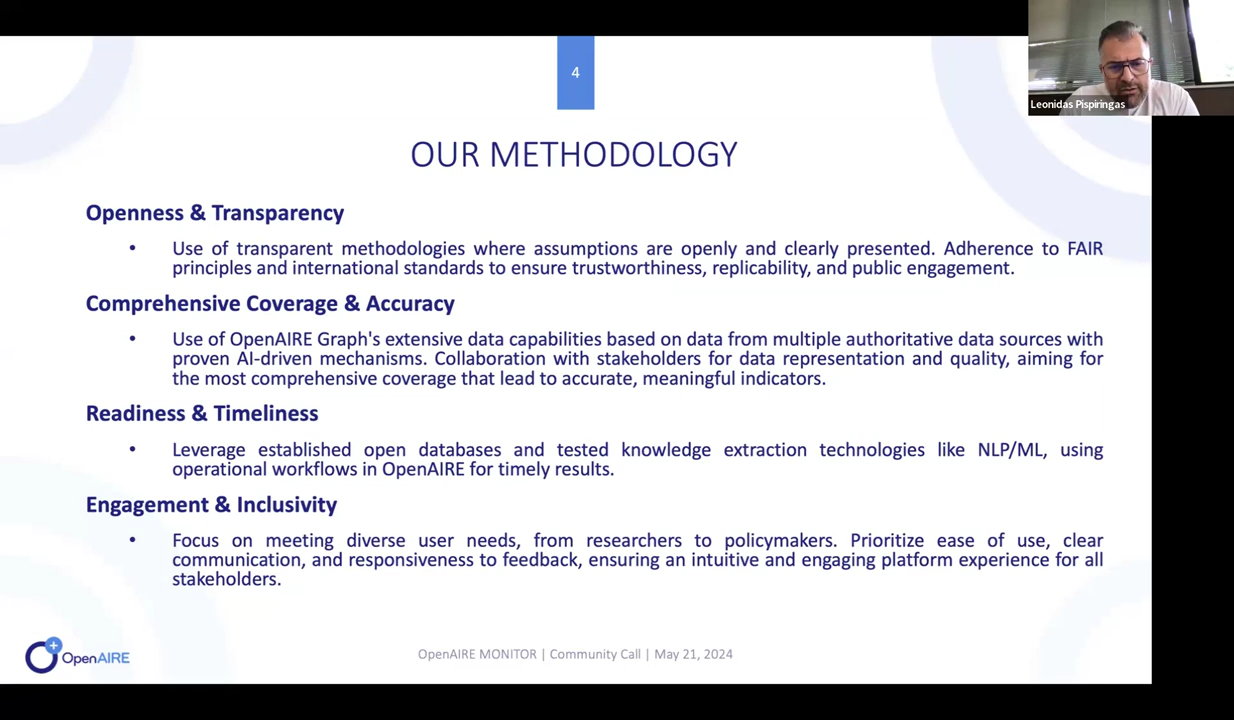 4
Leonidas Pispiringas
OUR METHODOLOGY
Openness & Transparency
• Use of transparent methodologies where assumptions are openly and clearly presented. Adherence to FAIR
principles and international standards to ensure trustworthiness, replicability, and public engagement.
Comprehensive Coverage & Accuracy
• Use of OpenAIRE Graph's extensive data capabilities based on data from multiple authoritative data sources with
proven AI-driven mechanisms. Collaboration with stakeholders for data representation and quality, aiming for
the most comprehensive coverage that lead to accurate, meaningful indicators.
Readiness & Timeliness
• Leverage established open databases and tested knowledge extraction technologies like NLP/ML, using
operational workflows in OpenAIRE for timely results.
Engagement & Inclusivity
• Focus on meeting diverse user needs, from researchers to policymakers. Prioritize ease of use, clear
communication, and responsiveness to feedback, ensuring an intuitive and engaging platform experience for all
stakeholders.
OpenAIRE
OpenAIRE MONITOR | Community Call | May 21, 2024